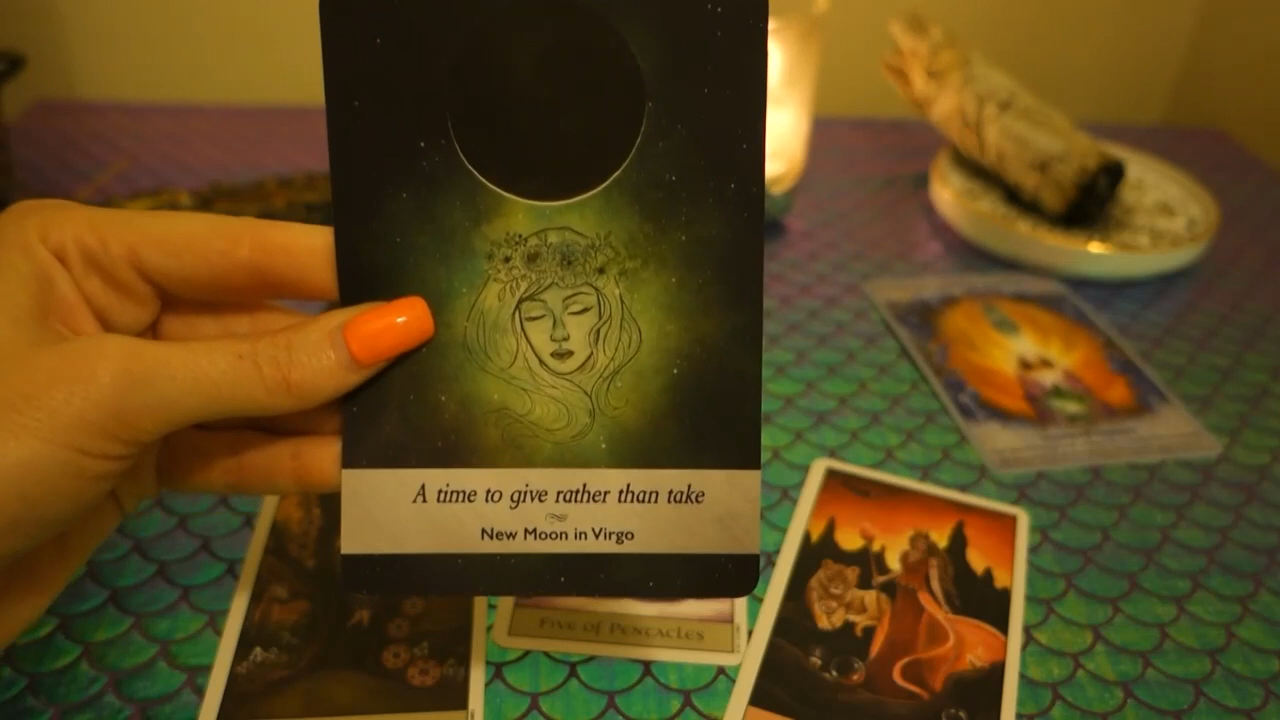 A time to give rather than take
New Moon in Virgo
Five of Pentacles